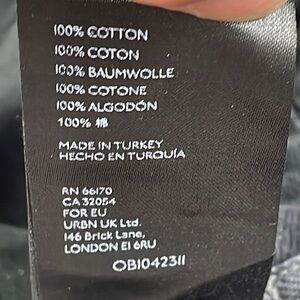 100% COTTON
100% COTON
100% BAUMWOLLE
100% COTONE
100% ALGODÓN
100% 棉
MADE IN TURKEY
HECHO EN TURQUÍA
RN 66170
CA 32054
FOR EU
URBN UK Ltd.
146 Brick Lane,
LONDON E1 6RU
OB1042311